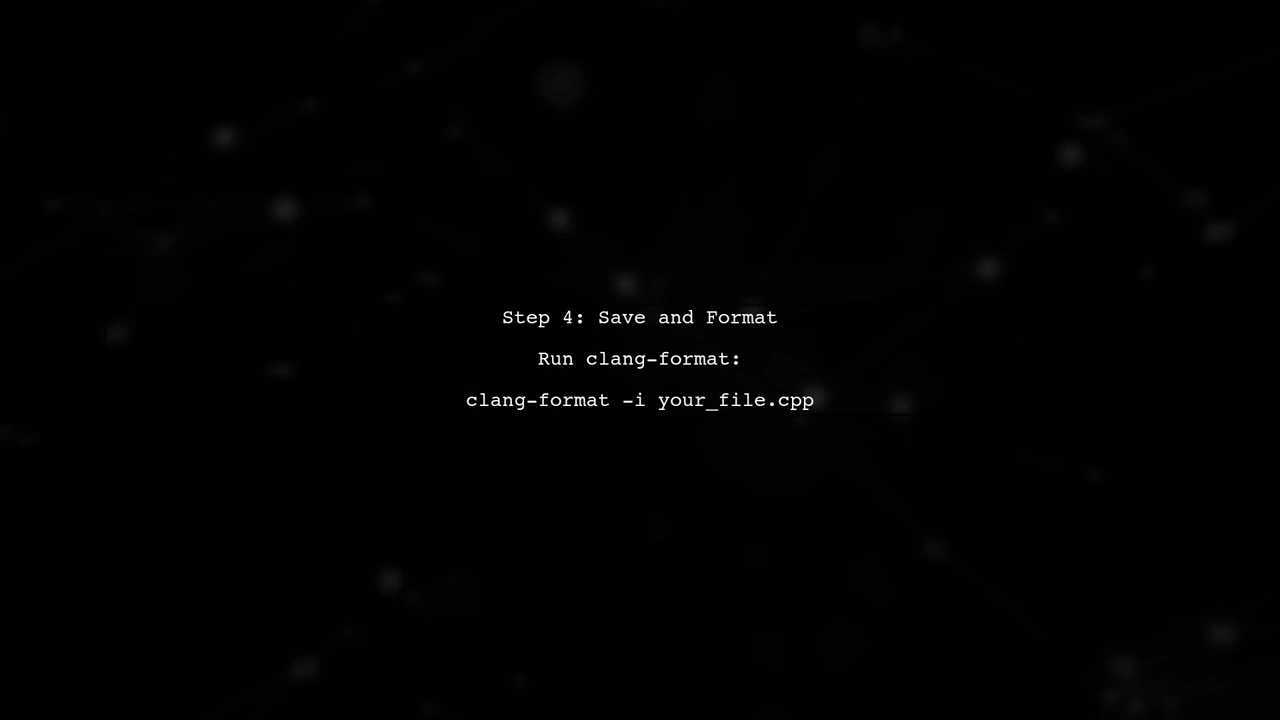 Step 4: Save and Format
Run clang-format:
clang-format -i your_file.cpp